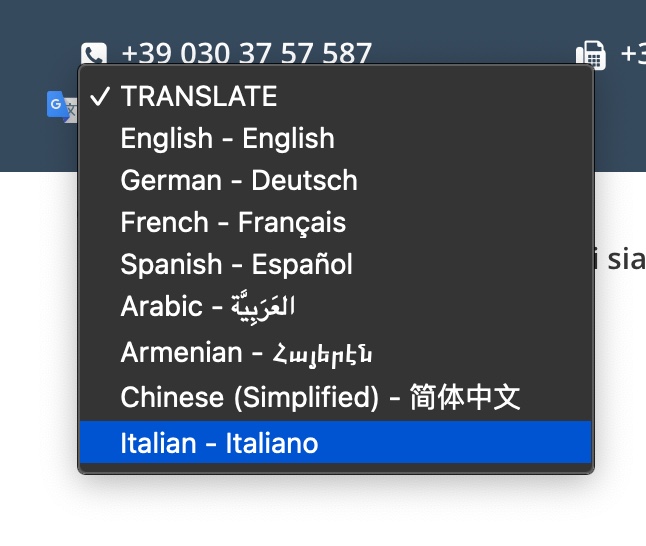 +39 030 37 57 587
+3
✓ TRANSLATE
English - English
German - Deutsch
French - Français
Spanish - Español
i sia
Arabic - العَرَبِيَّة
Armenian - Հայերէն
Chinese (Simplified) - 简体中文
Italian - Italiano